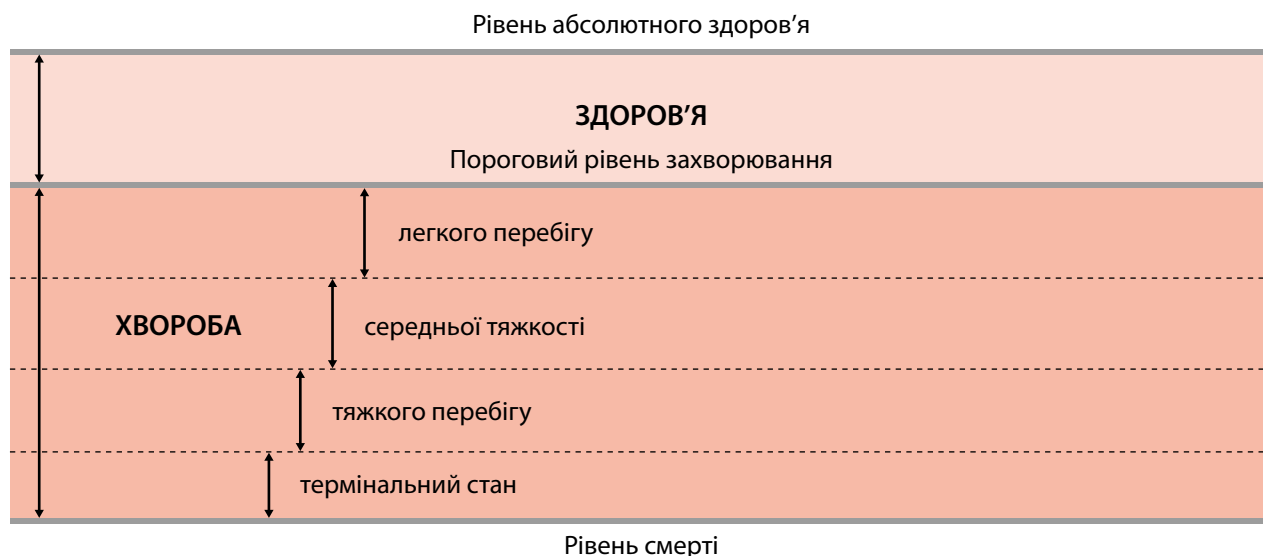 Рівень абсолютного здоров’я
ЗДОРОВ’Я
Пороговий рівень захворювання
легкого перебігу
ХВОРОБА
середньої тяжкості
тяжкого перебігу
термінальний стан
Рівень смерті